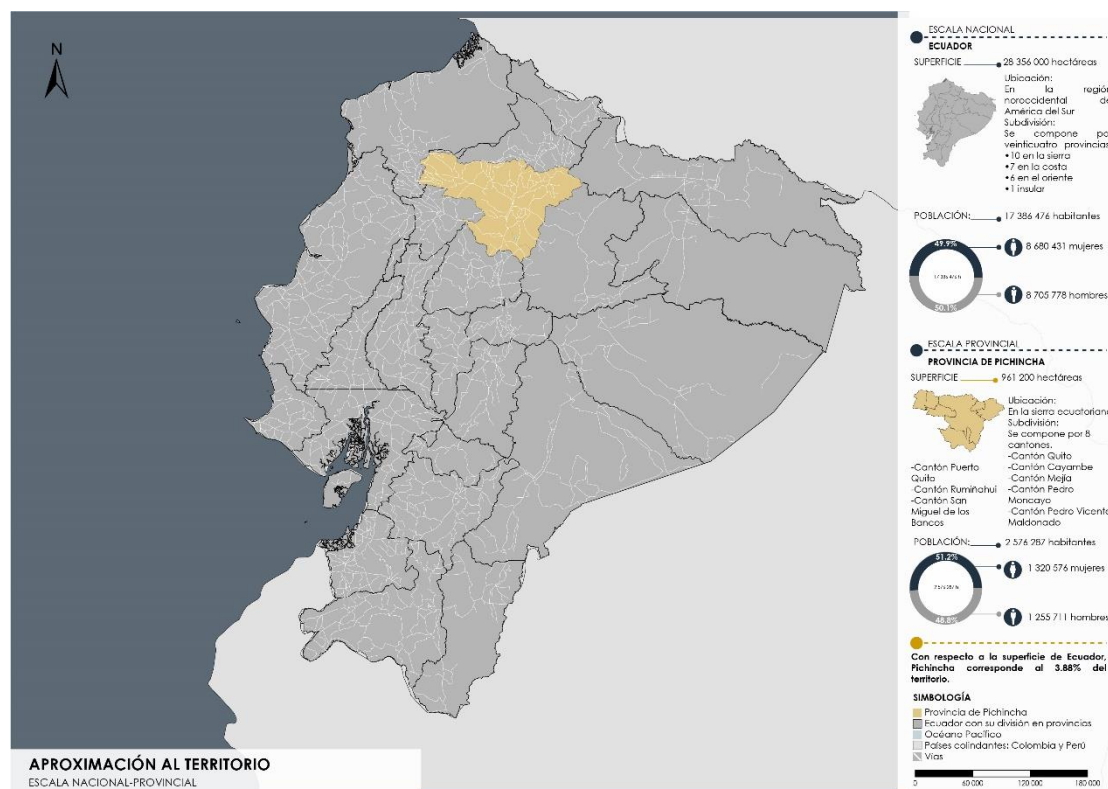 N
ESCALA NACIONAL
ECUADOR
SUPERFICIE
28 356 000 hectáreas
Ubicación:
En la región
noroccidental de
América del Sur
Subdivisión:
Se compone por
veinticuatro provincias
•10 en la sierra
•7 en la costa
•6 en el oriente
•1 insular
POBLACIÓN:
17 386 476 habitantes
49.9%
8 680 431 mujeres
50.1%
8 705 778 hombres
ESCALA PROVINCIAL
PROVINCIA DE PICHINCHA
SUPERFICIE
961 200 hectáreas
Ubicación:
En la sierra ecuatoriana
Subdivisión:
Se compone por 8
cantones.
-Cantón Quito
-Cantón Cayambe
-Cantón Mejía
-Cantón Pedro
Moncayo
-Cantón Pedro Vicente
Maldonado
-Cantón Puerto
Quito
-Cantón Rumiñahui
-Cantón San
Miguel de los
Bancos
POBLACIÓN:
2 576 287 habitantes
51.2%
1 320 576 mujeres
48.8%
1 255 711 hombres
Con respecto a la superficie de Ecuador,
Pichincha corresponde al 3.88% del
territorio.
SIMBOLOGÍA
Provincia de Pichincha
Ecuador con su división en provincias
Océano Pacífico
Países colindantes: Colombia y Perú
Vías
0 60 000 120 000 180 000
APROXIMACIÓN AL TERRITORIO
ESCALA NACIONAL-PROVINCIAL